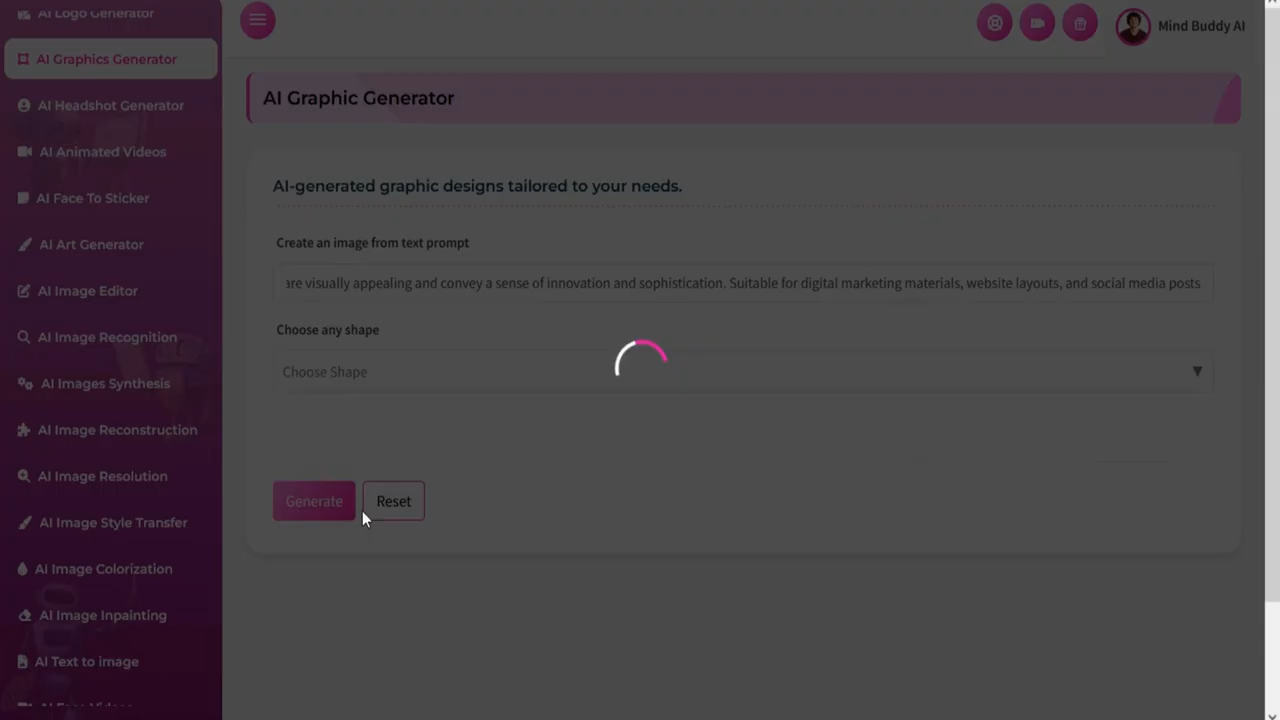 AI Logo Generator
AI Graphics Generator
AI Headshot Generator
AI Animated Videos
AI Face To Sticker
AI Art Generator
AI Image Editor
AI Image Recognition
AI Images Synthesis
AI Image Reconstruction
AI Image Resolution
AI Image Style Transfer
AI Image Colorization
AI Image Inpainting
AI Text to image
AI Face Videos
Mind Buddy AI
AI Graphic Generator
AI-generated graphic designs tailored to your needs.
Create an image from text prompt
are visually appealing and convey a sense of innovation and sophistication. Suitable for digital marketing materials, website layouts, and social media posts
Choose any shape
Choose Shape
Generate
Reset